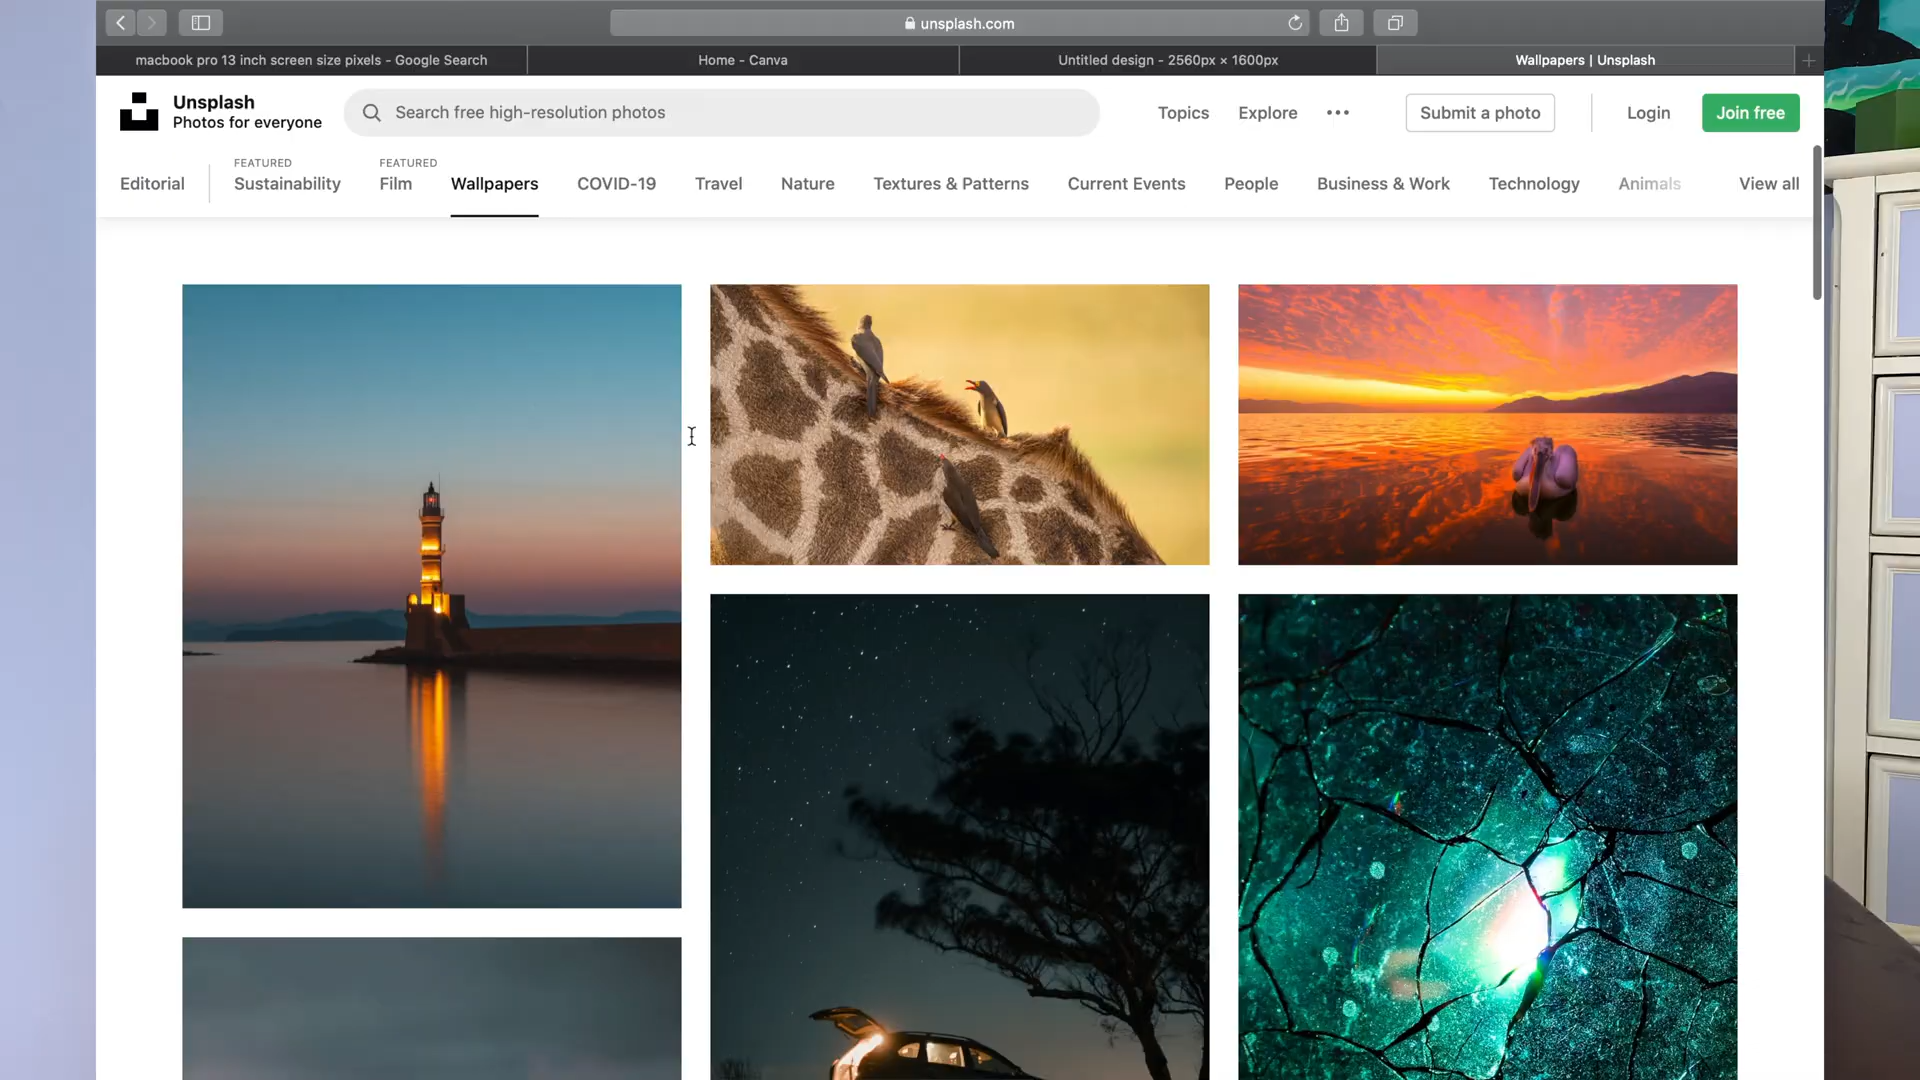 unsplash.com
macbook pro 13 inch screen size pixels - Google Search
Home - Canva
Untitled design - 2560px × 1600px
Wallpapers | Unsplash
Unsplash
Photos for everyone
Search free high-resolution photos
Topics
Explore
Submit a photo
Login
Join free
Editorial
FEATURED
Sustainability
FEATURED
Film
Wallpapers
COVID-19
Travel
Nature
Textures & Patterns
Current Events
People
Business & Work
Technology
Animals
View all